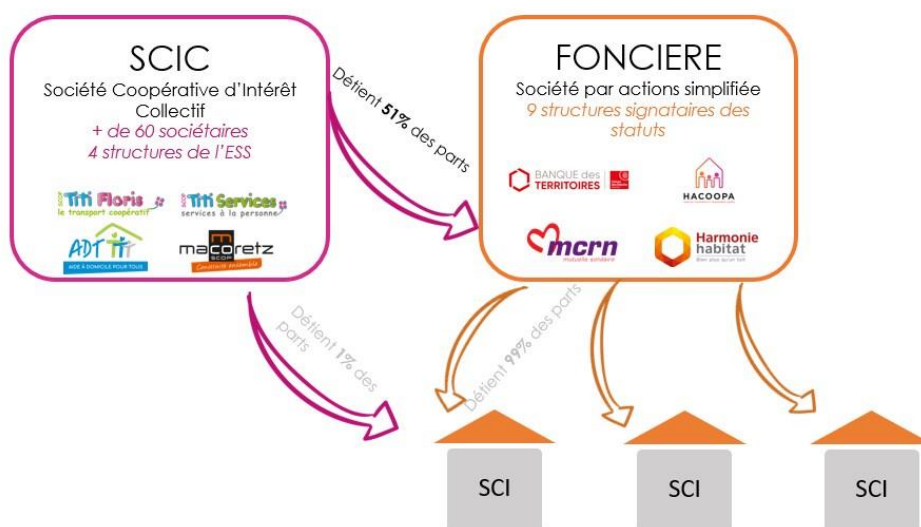 SCIC
Société Coopérative d'Intérêt
Collectif
+ de 60 sociétaires
4 structures de l'ESS
SCOP Titi Floris
le transport coopératif
SCOP Titi Services
services à la personne
ADT
AIDE À DOMICILE POUR TOUS
macoretz
SCOP
Construire ensemble
Détient 51% des parts
FONCIERE
Société par actions simplifiée
9 structures signataires des
statuts
BANQUE des
TERRITOIRES
HACOOPA
mcrn
mutuelle solidaire
Harmonie
habitat
Bien plus qu'un toit
Détient 1% des
parts
Détient 99% des parts
SCI
SCI
SCI